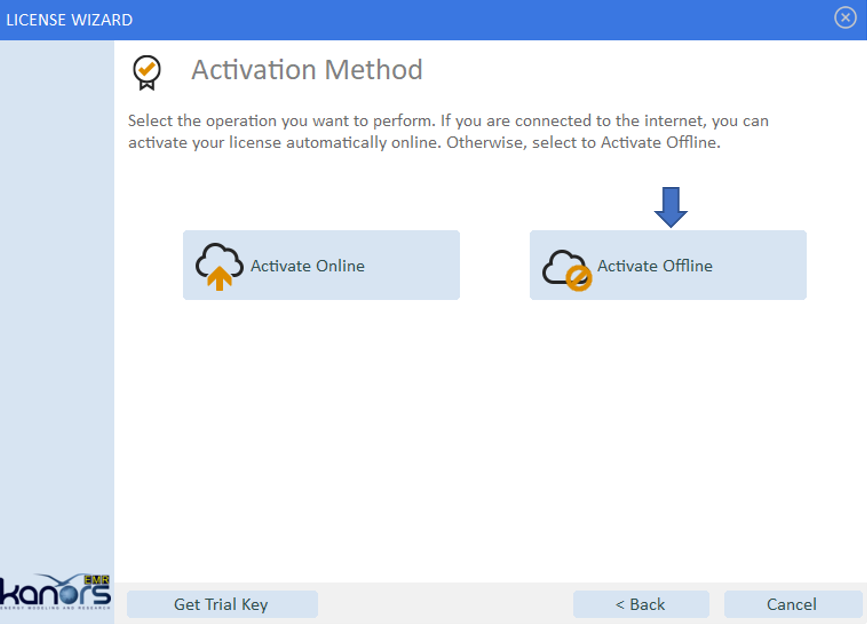 LICENSE WIZARD
Activation Method
Select the operation you want to perform. If you are connected to the internet, you can
activate your license automatically online. Otherwise, select to Activate Offline.
Activate Online
Activate Offline
kanors EMR
ENERGY MODELING AND RESEARCH
Get Trial Key
< Back
Cancel